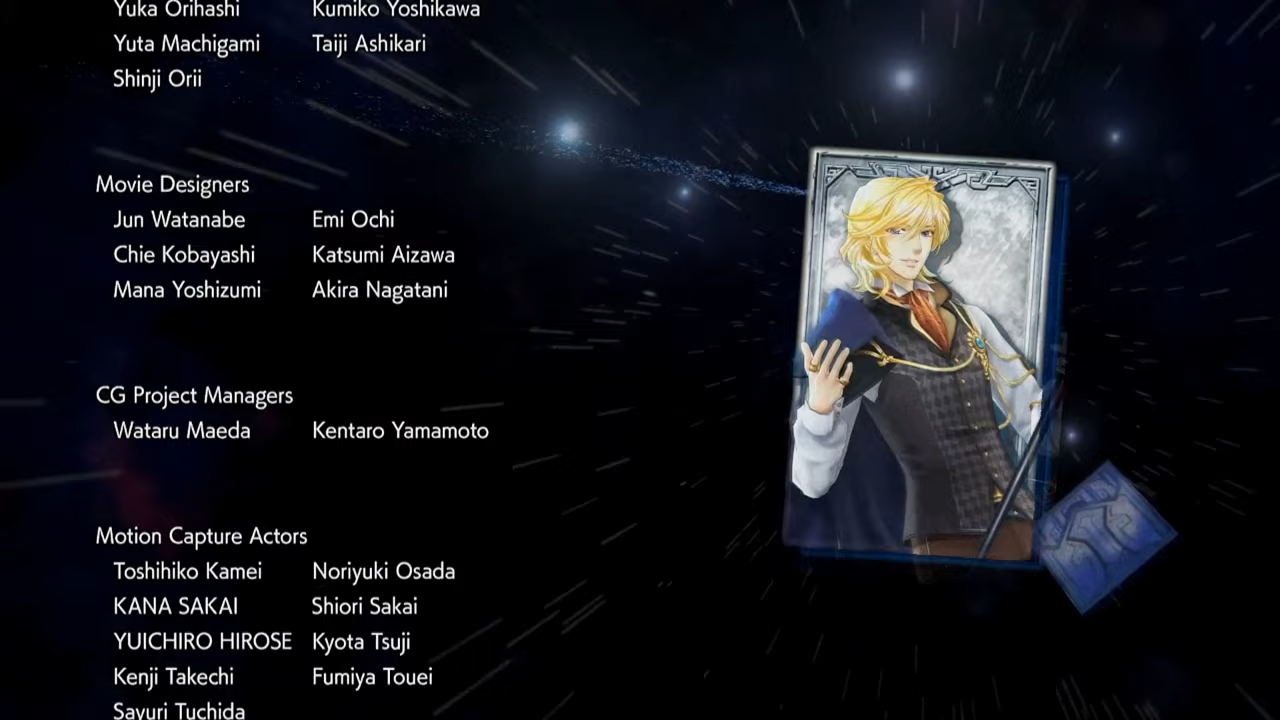 Yuka Orihashi Kumiko Yoshikawa
Yuta Machigami Taiji Ashikari
Shinji Orii
Movie Designers
Jun Watanabe Emi Ochi
Chie Kobayashi Katsumi Aizawa
Mana Yoshizumi Akira Nagatani
CG Project Managers
Wataru Maeda Kentaro Yamamoto
Motion Capture Actors
Toshihiko Kamei Noriyuki Osada
KANA SAKAI Shiori Sakai
YUICHIRO HIROSE Kyota Tsuji
Kenji Takechi Fumiya Touei
Sayuri Tuchida